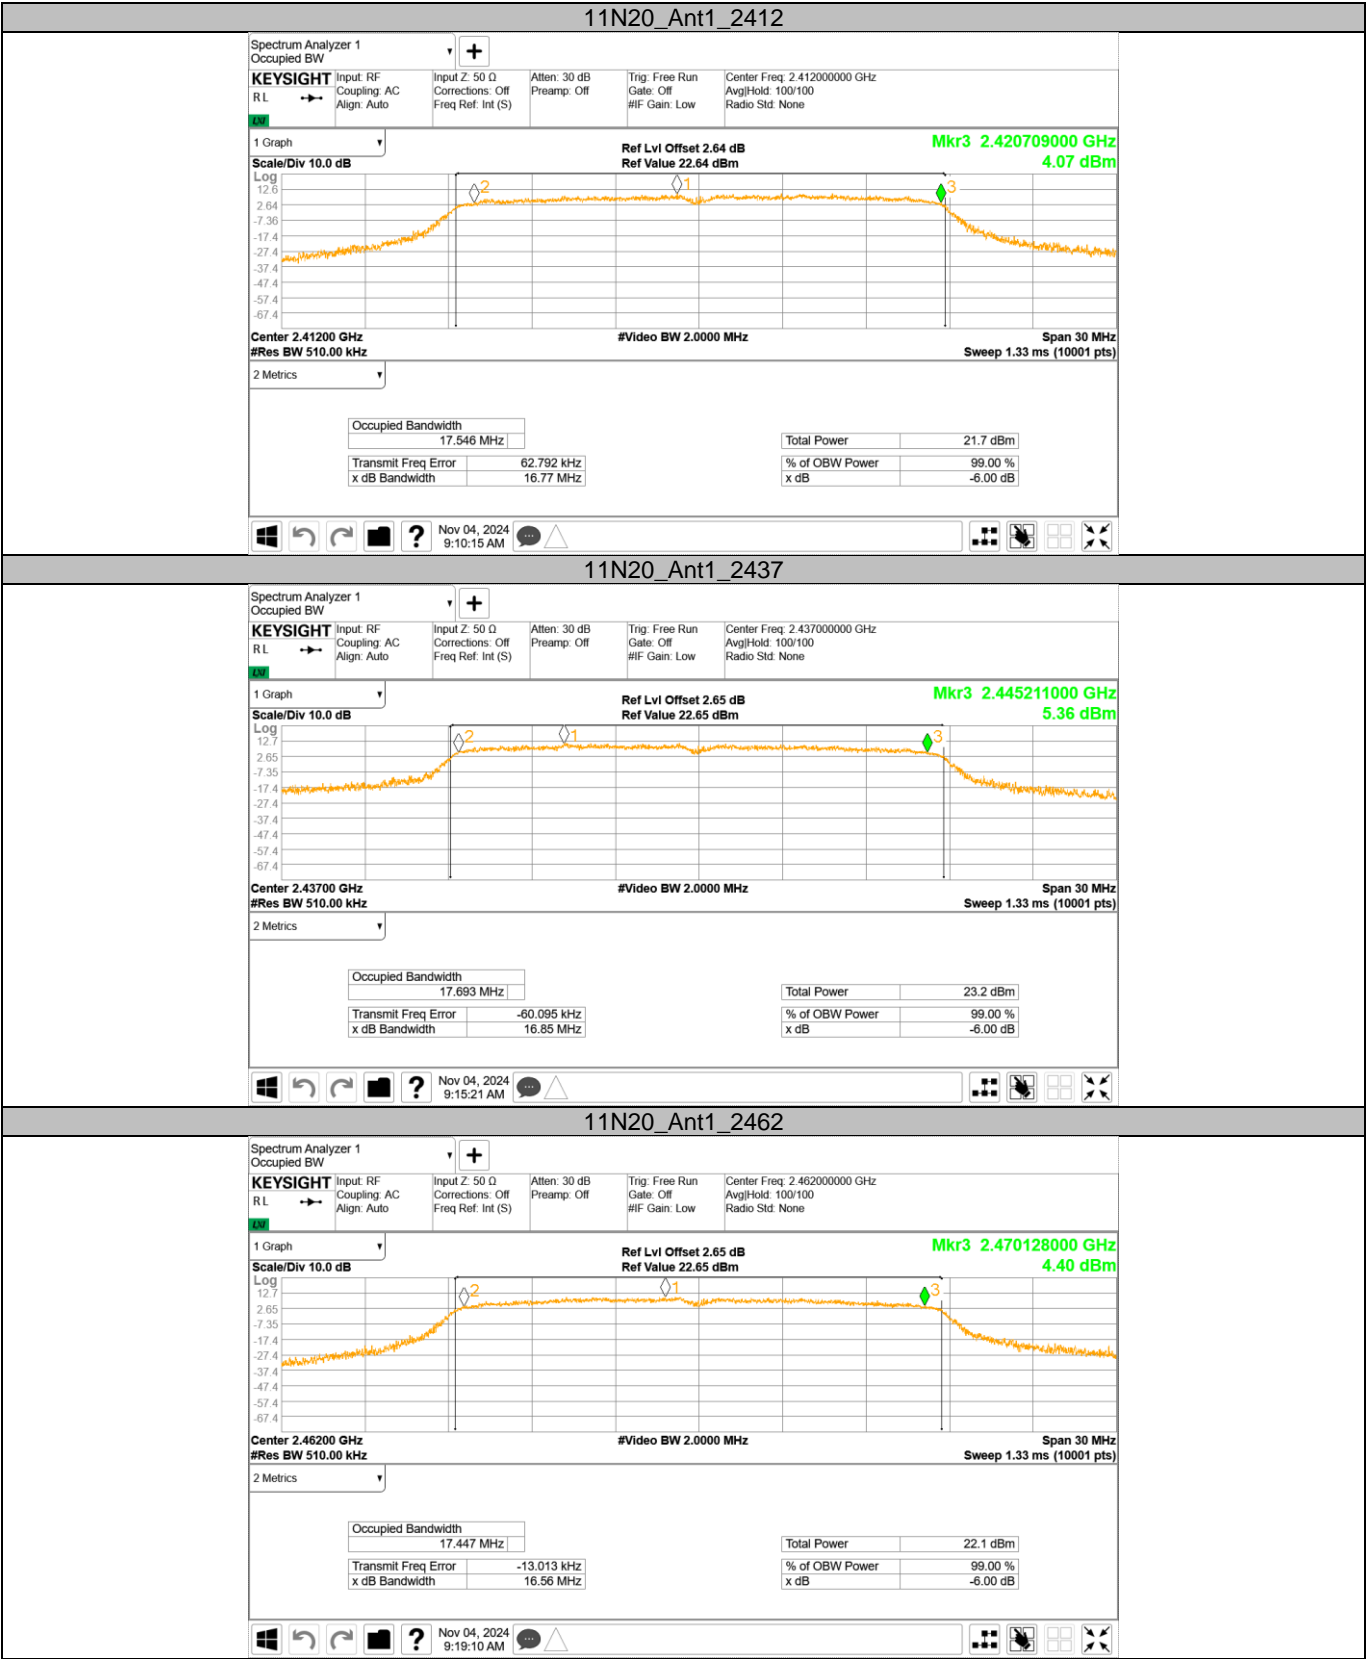 11N20_Ant1_2412
Spectrum Analyzer 1
Occupied BW
KEYSIGHT
RL
LXI
Input: RF
Coupling: AC
Align: Auto
Input Z: 50 Ω
Corrections: Off
Freq Ref: Int (S)
Atten: 30 dB
Preamp: Off
Trig: Free Run
Gate: Off
#IF Gain: Low
Center Freq: 2.412000000 GHz
Avg|Hold: 100/100
Radio Std: None
1 Graph
Scale/Div 10.0 dB
Ref Lvl Offset 2.64 dB
Ref Value 22.64 dBm
Mkr3 2.420709000 GHz
4.07 dBm
Log
12.6
2.64
-7.36
-17.4
-27.4
-37.4
-47.4
-57.4
-67.4
2
1
3
Center 2.41200 GHz
#Video BW 2.0000 MHz
Span 30 MHz
#Res BW 510.00 kHz
Sweep 1.33 ms (10001 pts)
2 Metrics
Occupied Bandwidth
17.546 MHz
Total Power 21.7 dBm
Transmit Freq Error 62.792 kHz
% of OBW Power 99.00 %
x dB Bandwidth 16.77 MHz
x dB -6.00 dB
?
Nov 04, 2024
9:10:15 AM
11N20_Ant1_2437
Spectrum Analyzer 1
Occupied BW
KEYSIGHT
RL
LXI
Input: RF
Coupling: AC
Align: Auto
Input Z: 50 Ω
Corrections: Off
Freq Ref: Int (S)
Atten: 30 dB
Preamp: Off
Trig: Free Run
Gate: Off
#IF Gain: Low
Center Freq: 2.437000000 GHz
Avg|Hold: 100/100
Radio Std: None
1 Graph
Scale/Div 10.0 dB
Ref Lvl Offset 2.65 dB
Ref Value 22.65 dBm
Mkr3 2.445211000 GHz
5.36 dBm
Log
12.7
2.65
-7.35
-17.4
-27.4
-37.4
-47.4
-57.4
-67.4
2
1
3
Center 2.43700 GHz
#Video BW 2.0000 MHz
Span 30 MHz
#Res BW 510.00 kHz
Sweep 1.33 ms (10001 pts)
2 Metrics
Occupied Bandwidth
17.693 MHz
Total Power 23.2 dBm
Transmit Freq Error -60.095 kHz
% of OBW Power 99.00 %
x dB Bandwidth 16.85 MHz
x dB -6.00 dB
?
Nov 04, 2024
9:15:21 AM
11N20_Ant1_2462
Spectrum Analyzer 1
Occupied BW
KEYSIGHT
RL
LXI
Input: RF
Coupling: AC
Align: Auto
Input Z: 50 Ω
Corrections: Off
Freq Ref: Int (S)
Atten: 30 dB
Preamp: Off
Trig: Free Run
Gate: Off
#IF Gain: Low
Center Freq: 2.462000000 GHz
Avg|Hold: 100/100
Radio Std: None
1 Graph
Scale/Div 10.0 dB
Ref Lvl Offset 2.65 dB
Ref Value 22.65 dBm
Mkr3 2.470128000 GHz
4.40 dBm
Log
12.7
2.65
-7.35
-17.4
-27.4
-37.4
-47.4
-57.4
-67.4
2
1
3
Center 2.46200 GHz
#Video BW 2.0000 MHz
Span 30 MHz
#Res BW 510.00 kHz
Sweep 1.33 ms (10001 pts)
2 Metrics
Occupied Bandwidth
17.447 MHz
Total Power 22.1 dBm
Transmit Freq Error -13.013 kHz
% of OBW Power 99.00 %
x dB Bandwidth 16.56 MHz
x dB -6.00 dB
?
Nov 04, 2024
9:19:10 AM